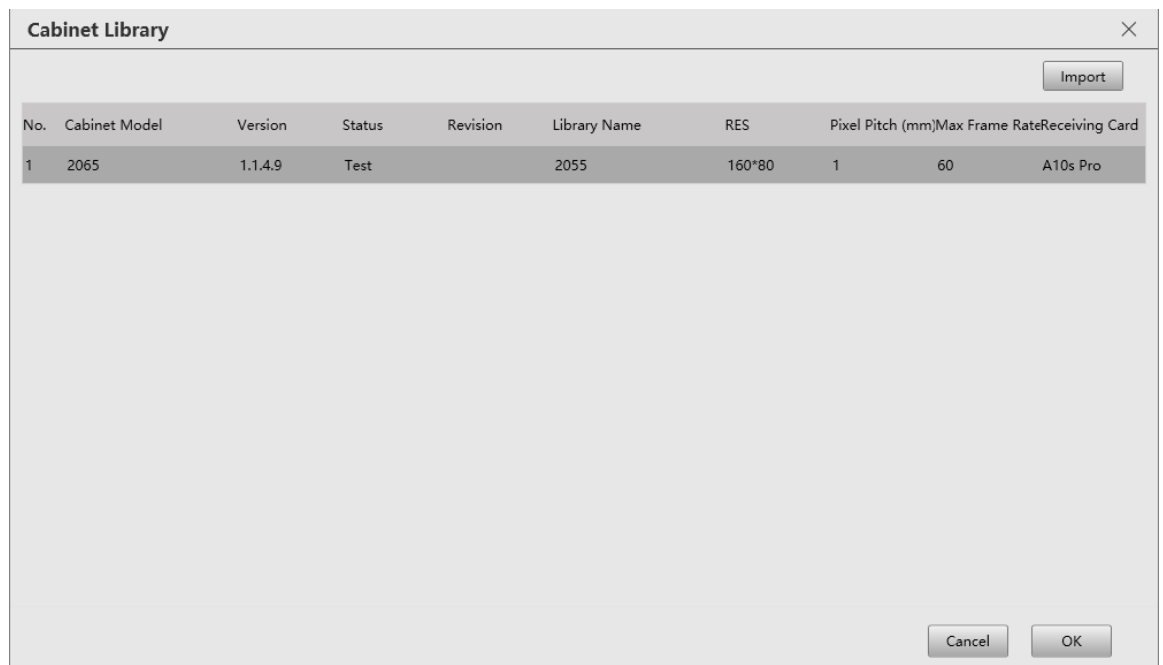 Cabinet Library
Import
No. Cabinet Model Version Status Revision Library Name RES Pixel Pitch (mm) Max Frame Rate Receiving Card
1 2065 1.1.4.9 Test 2055 160*80 1 60 A10s Pro
Cancel OK